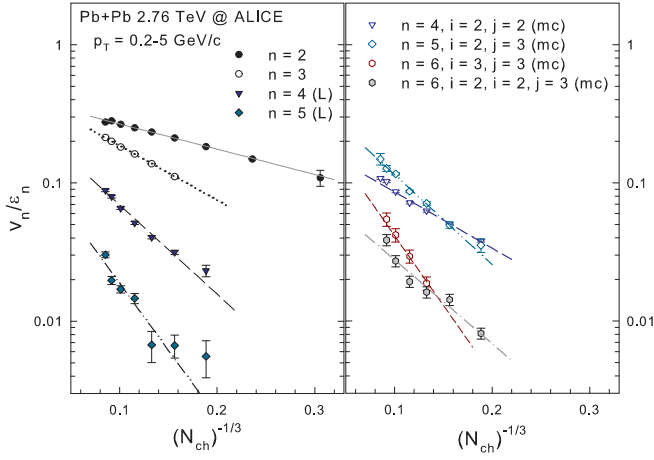 Pb+Pb 2.76 TeV @ ALICE
p_T = 0.2-5 GeV/c
n = 2
n = 3
n = 4 (L)
n = 5 (L)
n = 4, i = 2, j = 2 (mc)
n = 5, i = 2, j = 3 (mc)
n = 6, i = 3, j = 3 (mc)
n = 6, i = 2, i = 2, j = 3 (mc)
v_n/ε_n
1
0.1
0.01
1
0.1
0.01
0.1 0.2 0.3
0.1 0.2 0.3
(N_ch)^-1/3
(N_ch)^-1/3